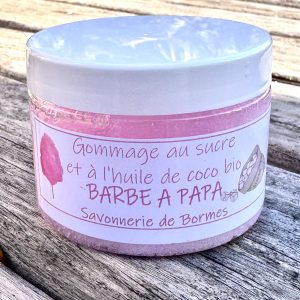 Gommage au sucre
et à l'huile de coco bio
BARBE A PAPA
Savonnerie de Bormes